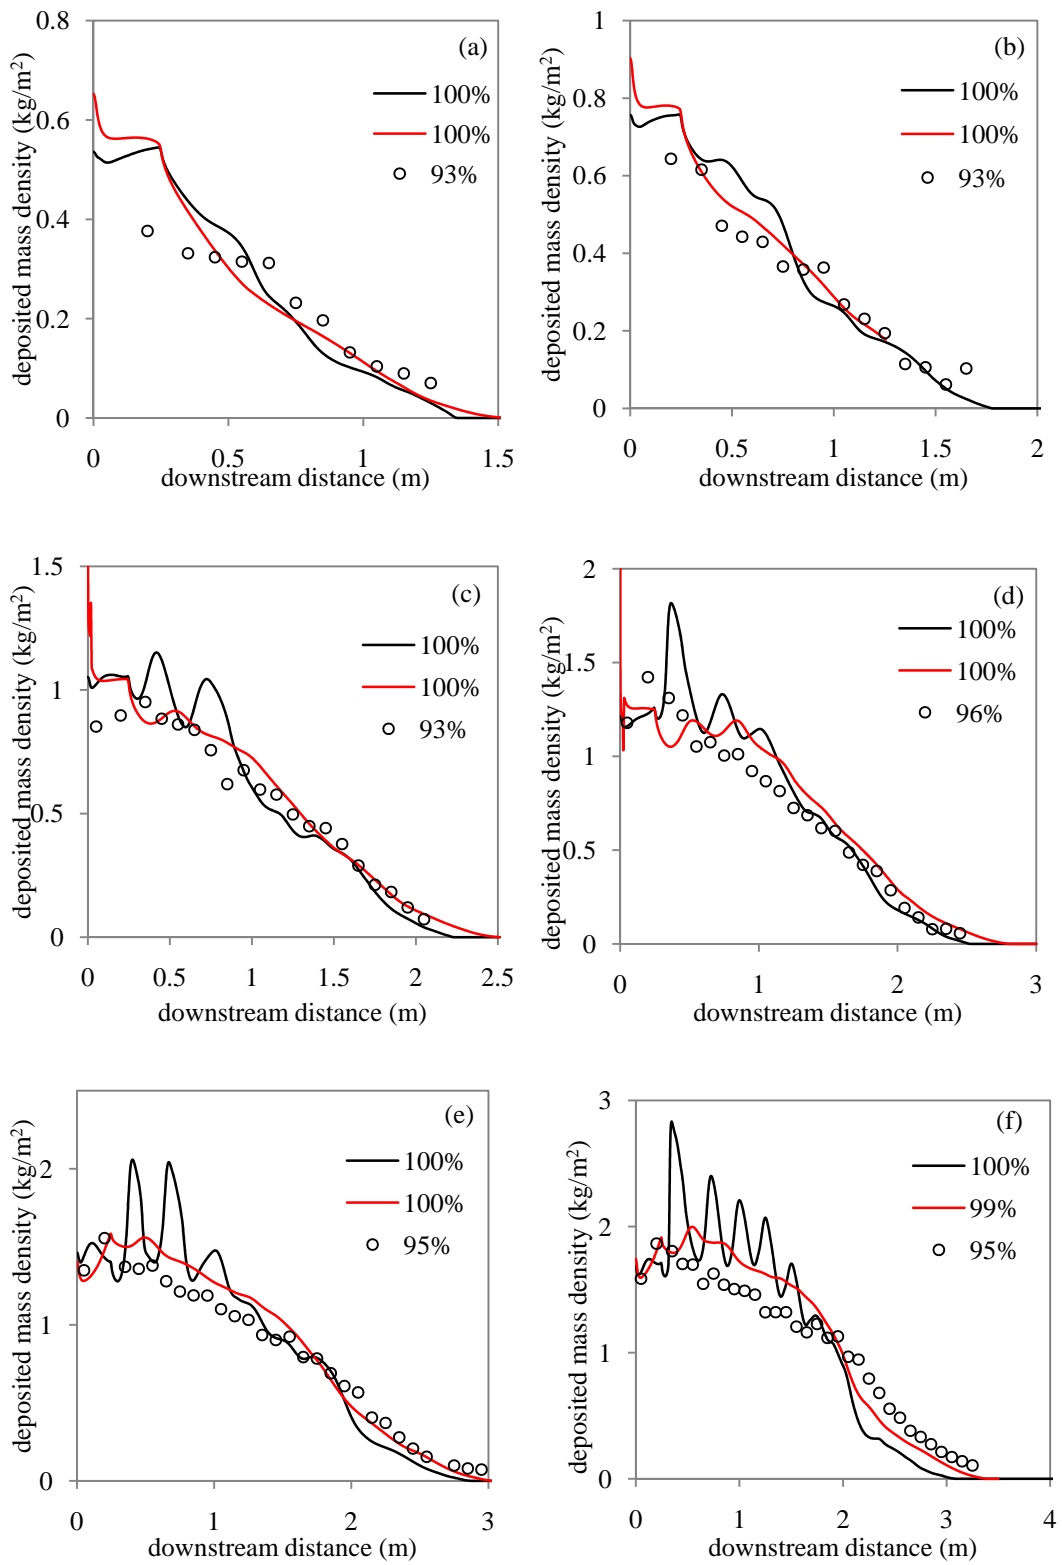 (a)
deposited mass density (kg/m²)
0.8
0.6
0.4
0.2
0
100%
100%
93%
0 0.5 1 1.5
downstream distance (m)
(b)
deposited mass density (kg/m²)
1
0.8
0.6
0.4
0.2
0
100%
100%
93%
0 0.5 1 1.5 2
downstream distance (m)
(c)
deposited mass density (kg/m²)
1.5
1
0.5
0
100%
100%
93%
0 0.5 1 1.5 2 2.5
downstream distance (m)
(d)
deposited mass density (kg/m²)
2
1.5
1
0.5
0
100%
100%
96%
0 1 2 3
downstream distance (m)
(e)
deposited mass density (kg/m²)
2
1
0
100%
100%
95%
0 1 2 3
downstream distance (m)
(f)
deposited mass density (kg/m²)
3
2
1
0
100%
99%
95%
0 1 2 3 4
downstream distance (m)